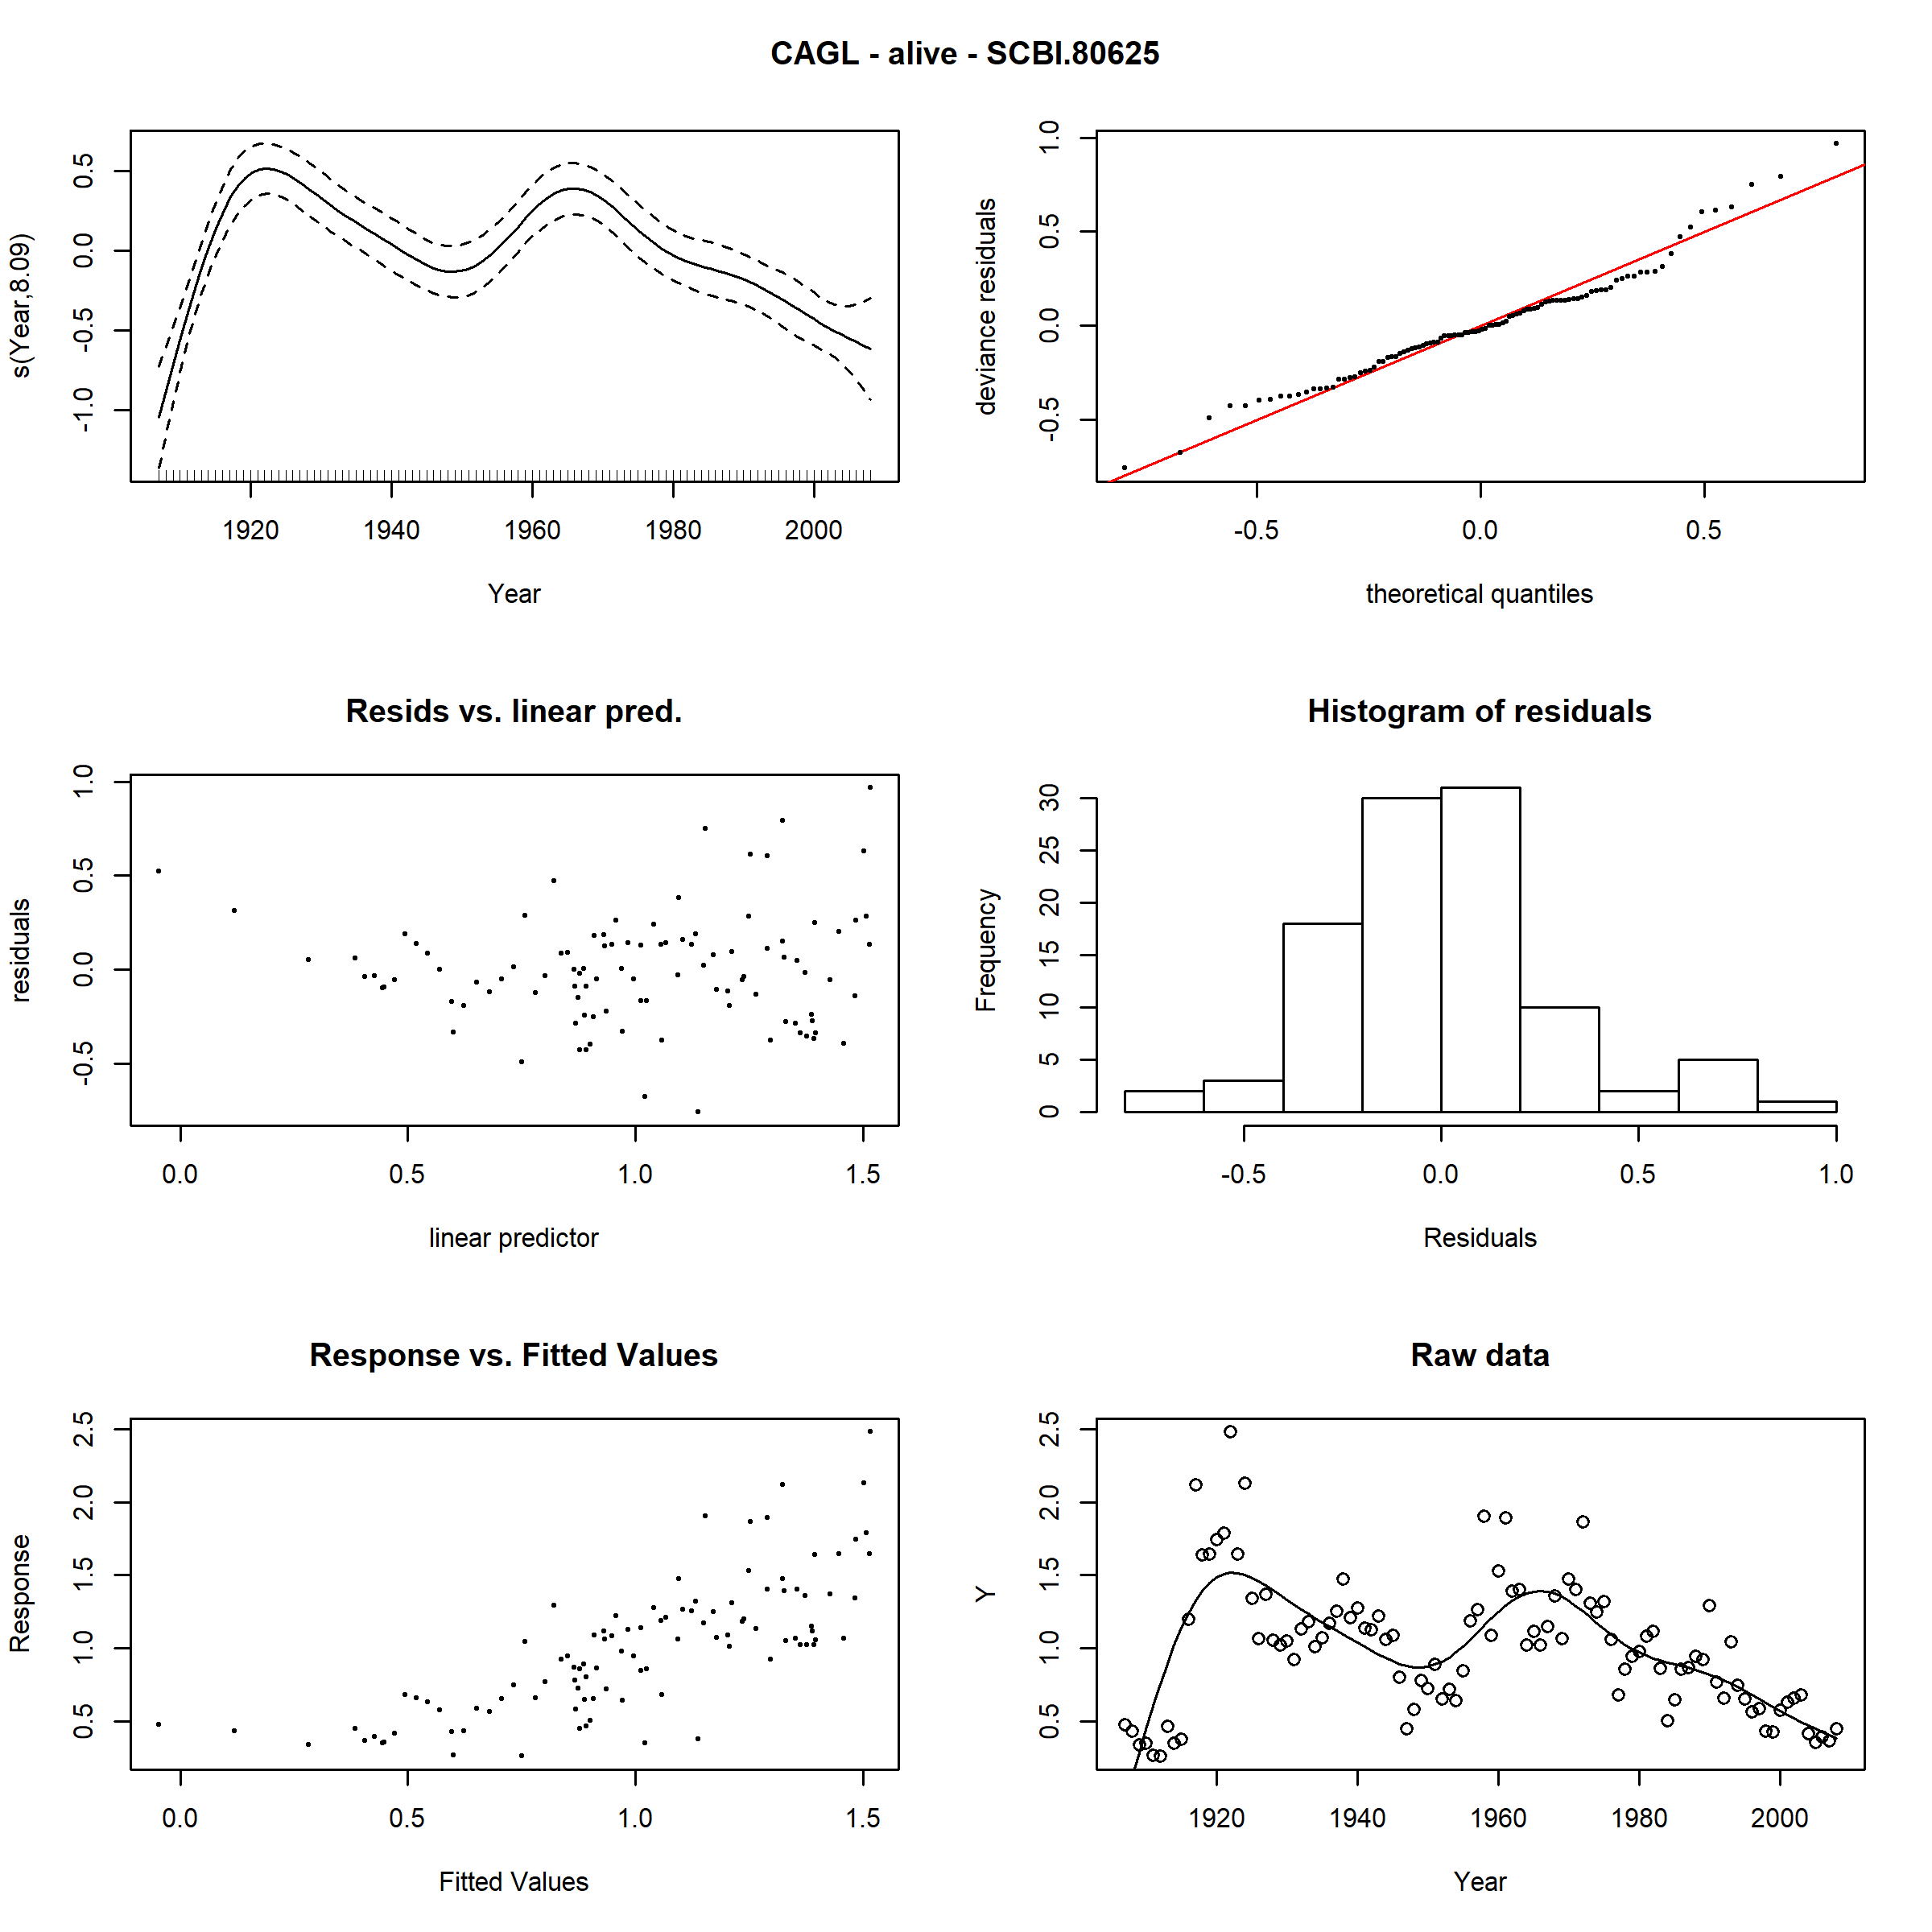 CAGL - alive - SCBI.80625
s(Year,8.09)
0.5
0.0
-0.5
-1.0
1920 1940 1960 1980 2000
Year
deviance residuals
1.0
0.5
0.0
-0.5
-0.5 0.0 0.5
theoretical quantiles
Resids vs. linear pred.
residuals
1.0
0.5
0.0
-0.5
0.0 0.5 1.0 1.5
linear predictor
Histogram of residuals
Frequency
30
25
20
15
10
5
0
-0.5 0.0 0.5 1.0
Residuals
Response vs. Fitted Values
Response
2.5
2.0
1.5
1.0
0.5
0.0 0.5 1.0 1.5
Fitted Values
Raw data
Y
2.5
2.0
1.5
1.0
0.5
1920 1940 1960 1980 2000
Year